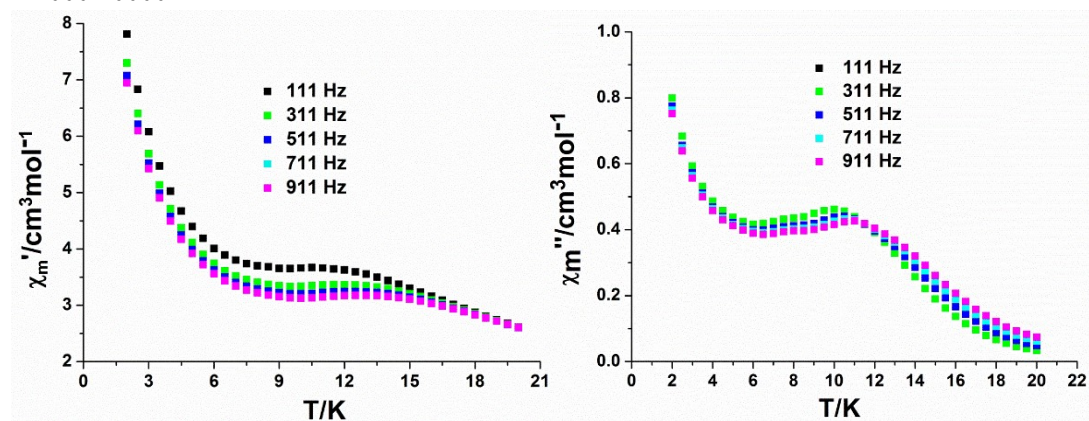 8
7
6
5
4
3
2
χm'/cm³mol⁻¹
111 Hz
311 Hz
511 Hz
711 Hz
911 Hz
0 3 6 9 12 15 18 21
T/K
1.0
0.8
0.6
0.4
0.2
0.0
χm''/cm³mol⁻¹
111 Hz
311 Hz
511 Hz
711 Hz
911 Hz
0 2 4 6 8 10 12 14 16 18 20 22
T/K